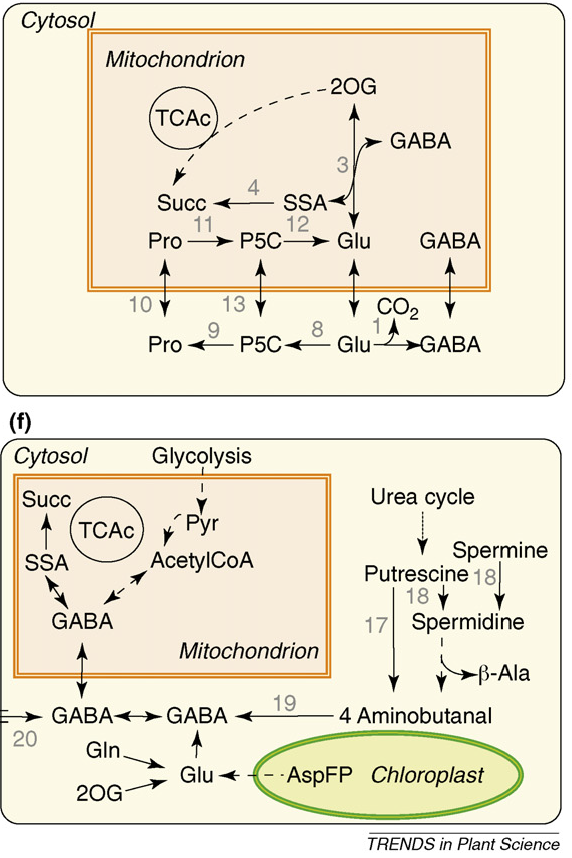 Cytosol
Mitochondrion
2OG
TCAc
GABA
3
4
Succ
SSA
11
12
Pro
P5C
Glu
GABA
10
13
CO2
9
8
1
Pro
P5C
Glu
GABA
(f)
Cytosol
Glycolysis
Succ
TCAc
Pyr
Urea cycle
SSA
AcetylCoA
Spermine
Putrescine
18
18
GABA
17
Spermidine
Mitochondrion
β-Ala
GABA
GABA
19
4 Aminobutanal
20
Gln
Glu
AspFP
Chloroplast
2OG
TRENDS in Plant Science